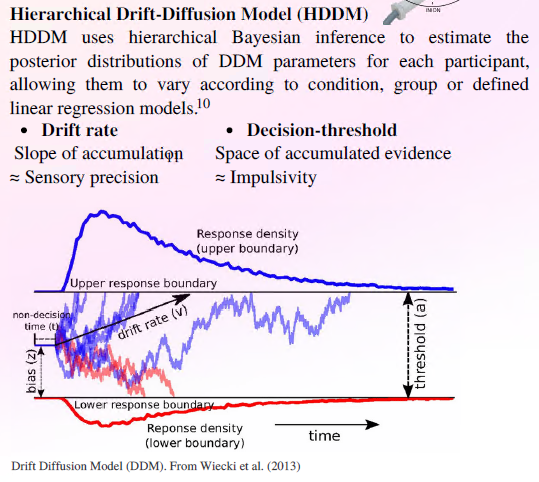 Hierarchical Drift-Diffusion Model (HDDM)
INION
HDDM uses hierarchical Bayesian inference to estimate the
posterior distributions of DDM parameters for each participant,
allowing them to vary according to condition, group or defined
linear regression models.10
• Drift rate
Slope of accumulation
≈ Sensory precision
• Decision-threshold
Space of accumulated evidence
≈ Impulsivity
Response density
(upper boundary)
Upper response boundary
non-decision
time (t)
drift rate (v)
threshold (a)
bias (z)
Lower response boundary
Reponse density
(lower boundary)
time
Drift Diffusion Model (DDM). From Wiecki et al. (2013)